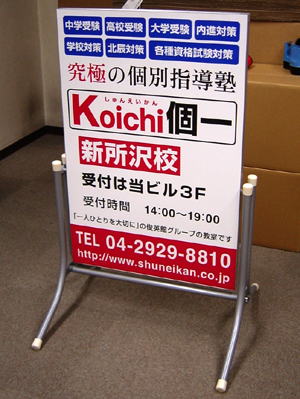 中学受験 高校受験 大学受験 内進対策
学校対策 北辰対策 各種資格試験対策
究極の個別指導塾
しゅんえいかん
Koichi個一
新所沢校
受付は当ビル3F
受付時間 14:00〜19:00
「一人ひとりを大切に」の俊英館グループの教室です
TEL 04-2929-8810
http://www.shuneikan.co.jp